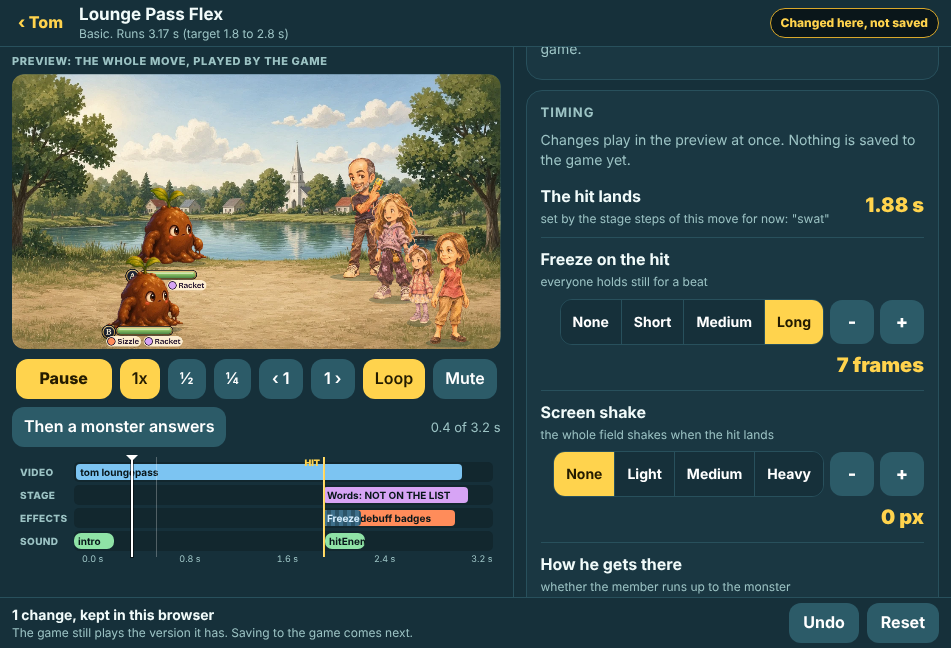 ‹ Tom
Lounge Pass Flex
Basic. Runs 3.17 s (target 1.8 to 2.8 s)
Changed here, not saved
PREVIEW: THE WHOLE MOVE, PLAYED BY THE GAME
A
Racket
B
Sizzle
Racket
Pause
1x
½
¼
‹ 1
1 ›
Loop
Mute
Then a monster answers
0.4 of 3.2 s
HIT
VIDEO
tom loungepass
STAGE
Words: NOT ON THE LIST
EFFECTS
Freeze
debuff badges
SOUND
intro
hitEner
0.0 s
0.8 s
1.6 s
2.4 s
3.2 s
game.
TIMING
Changes play in the preview at once. Nothing is saved to
the game yet.
The hit lands
set by the stage steps of this move for now: "swat"
1.88 s
Freeze on the hit
everyone holds still for a beat
None
Short
Medium
Long
-
+
7 frames
Screen shake
the whole field shakes when the hit lands
None
Light
Medium
Heavy
-
+
0 px
How he gets there
whether the member runs up to the monster
1 change, kept in this browser
The game still plays the version it has. Saving to the game comes next.
Undo
Reset